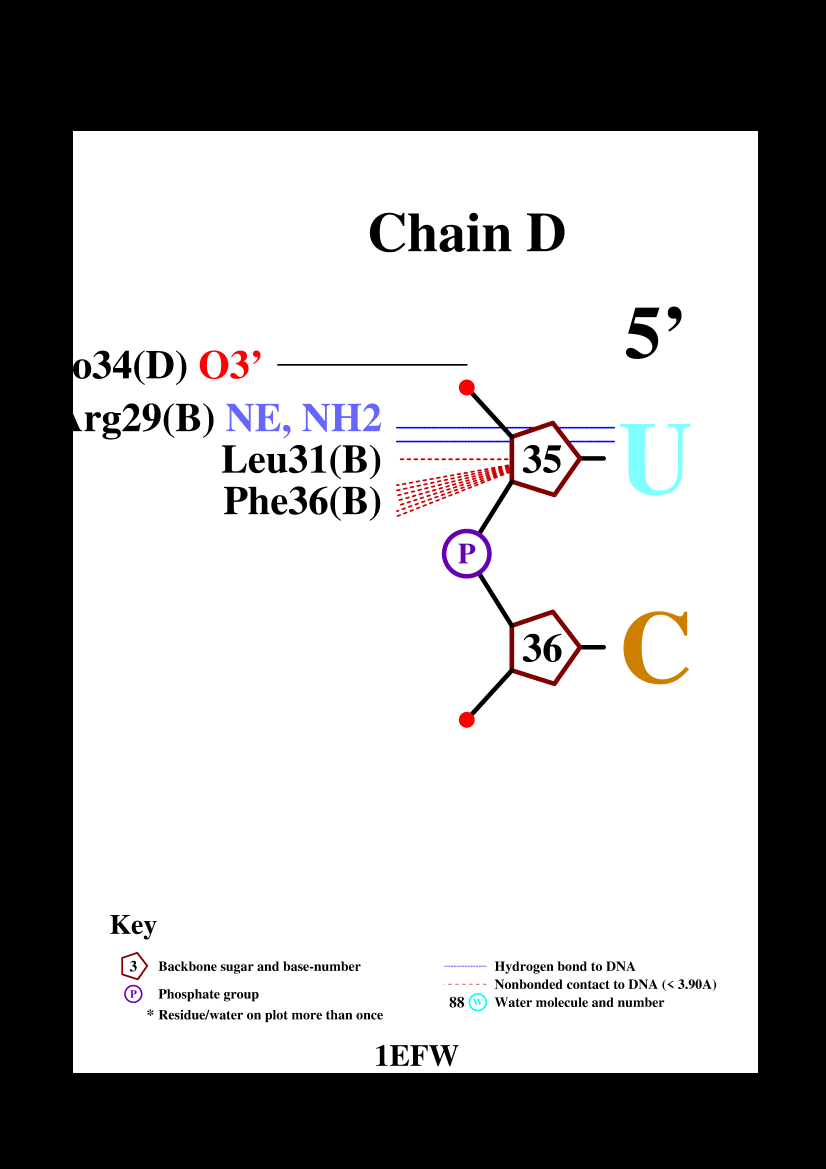 Chain D
5’
o34(D) O3’
Arg29(B) NE, NH2
U
Leu31(B)
35
Phe36(B)
P
36
C
Key
3 Backbone sugar and base-number
Hydrogen bond to DNA
Nonbonded contact to DNA (< 3.90A)
P Phosphate group
88 W Water molecule and number
* Residue/water on plot more than once
1EFW